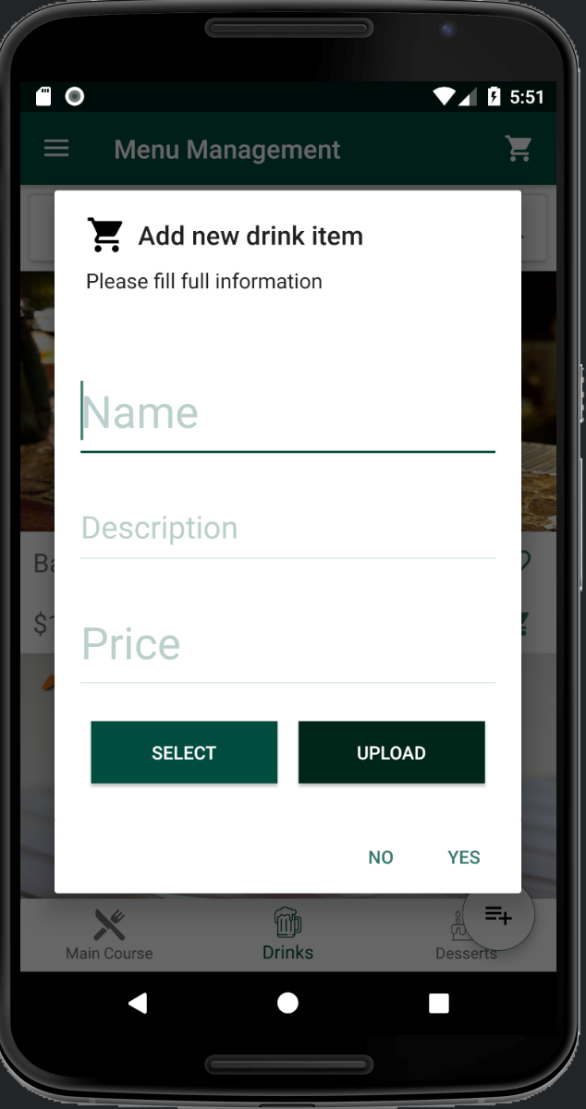 5:51
Menu Management
Add new drink item
Please fill full information
Name
Description
Price
SELECT UPLOAD
NO YES
Main Course Drinks Desserts